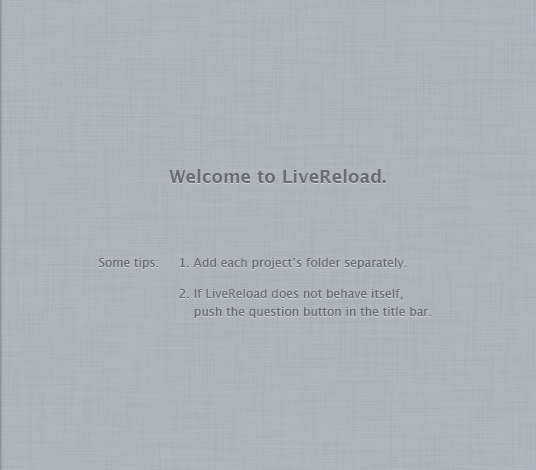 Welcome to LiveReload.
Some tips: 1. Add each project's folder separately.
2. If LiveReload does not behave itself,
push the question button in the title bar.